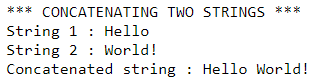 *** CONCATENATING TWO STRINGS ***
String 1 : Hello
String 2 : World!
Concatenated string : Hello World!